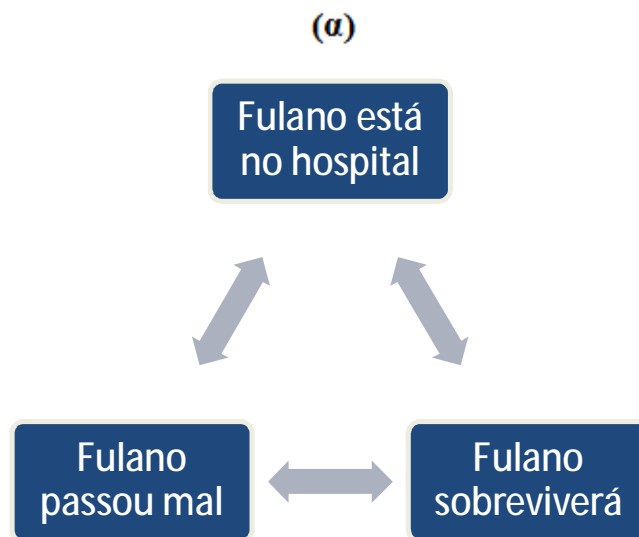 (α)
Fulano está
no hospital
Fulano
passou mal
Fulano
sobreviverá